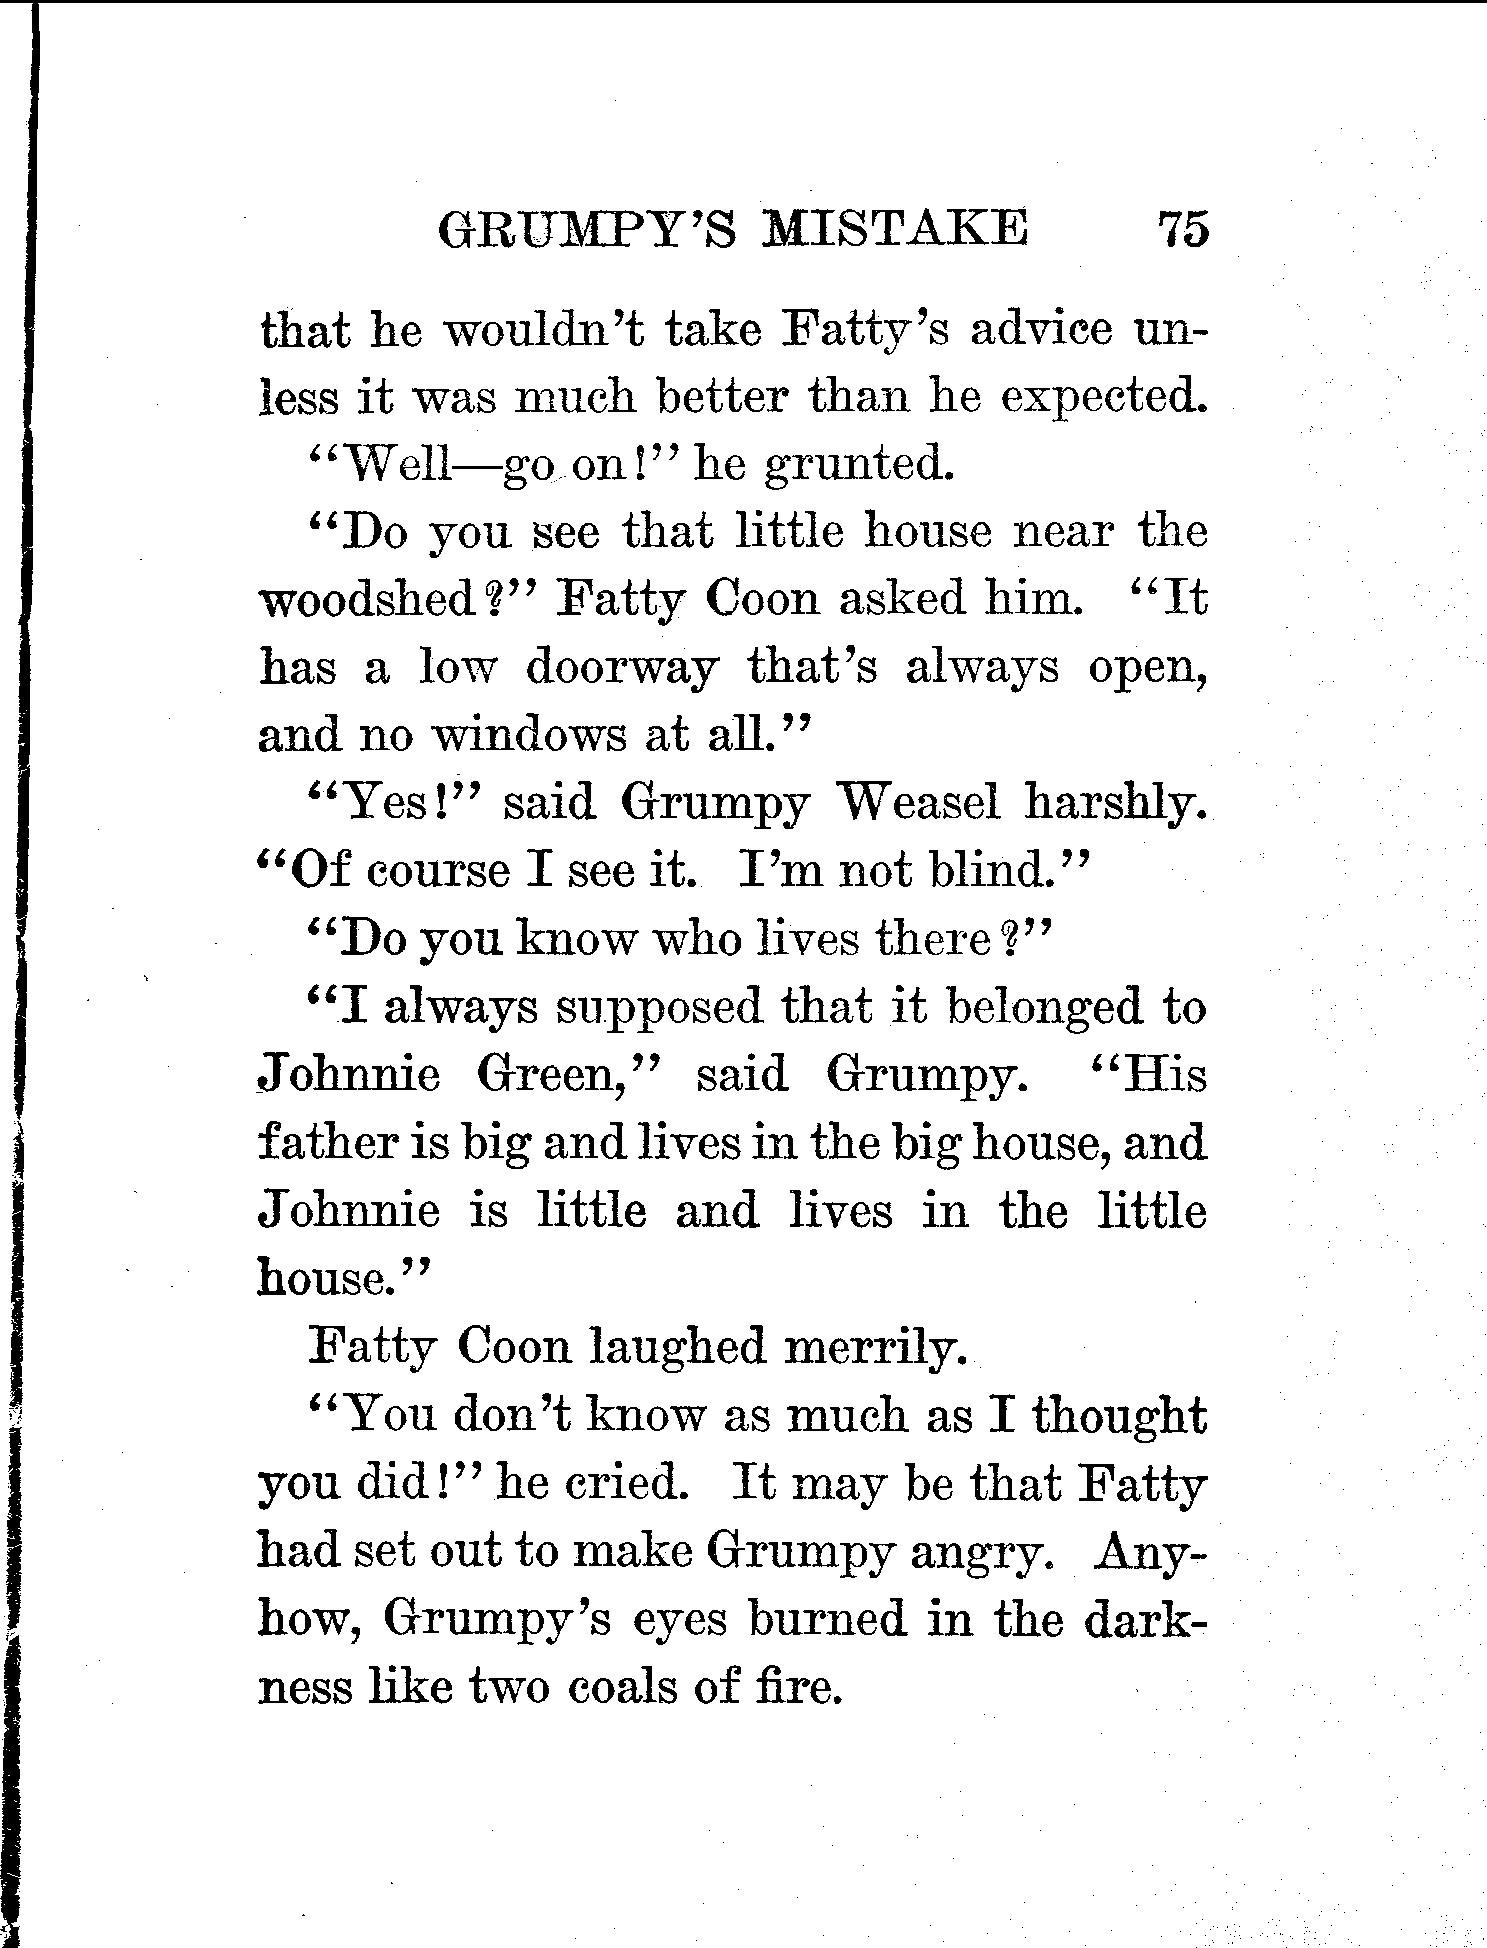 GRUMPY'S MISTAKE 75
that he wouldn't take Fatty's advice un-
less it was much better than he expected.
"Well—go on!" he grunted.
"Do you see that little house near the
woodshed?" Fatty Coon asked him. "It
has a low doorway that's always open,
and no windows at all."
"Yes!" said Grumpy Weasel harshly.
"Of course I see it. I'm not blind."
"Do you know who lives there?"
"I always supposed that it belonged to
Johnnie Green," said Grumpy. "His
father is big and lives in the big house, and
Johnnie is little and lives in the little
house."
Fatty Coon laughed merrily.
"You don't know as much as I thought
you did!" he cried. It may be that Fatty
had set out to make Grumpy angry. Any-
how, Grumpy's eyes burned in the dark-
ness like two coals of fire.